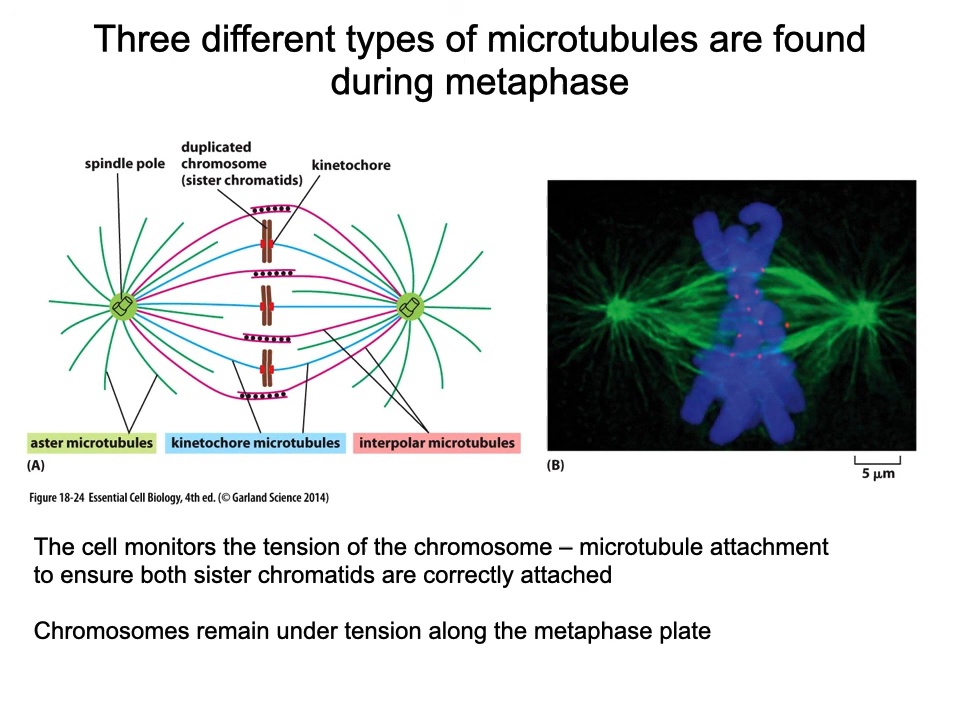 Three different types of microtubules are found
during metaphase
duplicated
chromosome
(sister chromatids)
spindle pole
kinetochore
aster microtubules
kinetochore microtubules
interpolar microtubules
(A)
(B)
5 μm
Figure 18-24 Essential Cell Biology, 4th ed. (© Garland Science 2014)
The cell monitors the tension of the chromosome – microtubule attachment
to ensure both sister chromatids are correctly attached
Chromosomes remain under tension along the metaphase plate